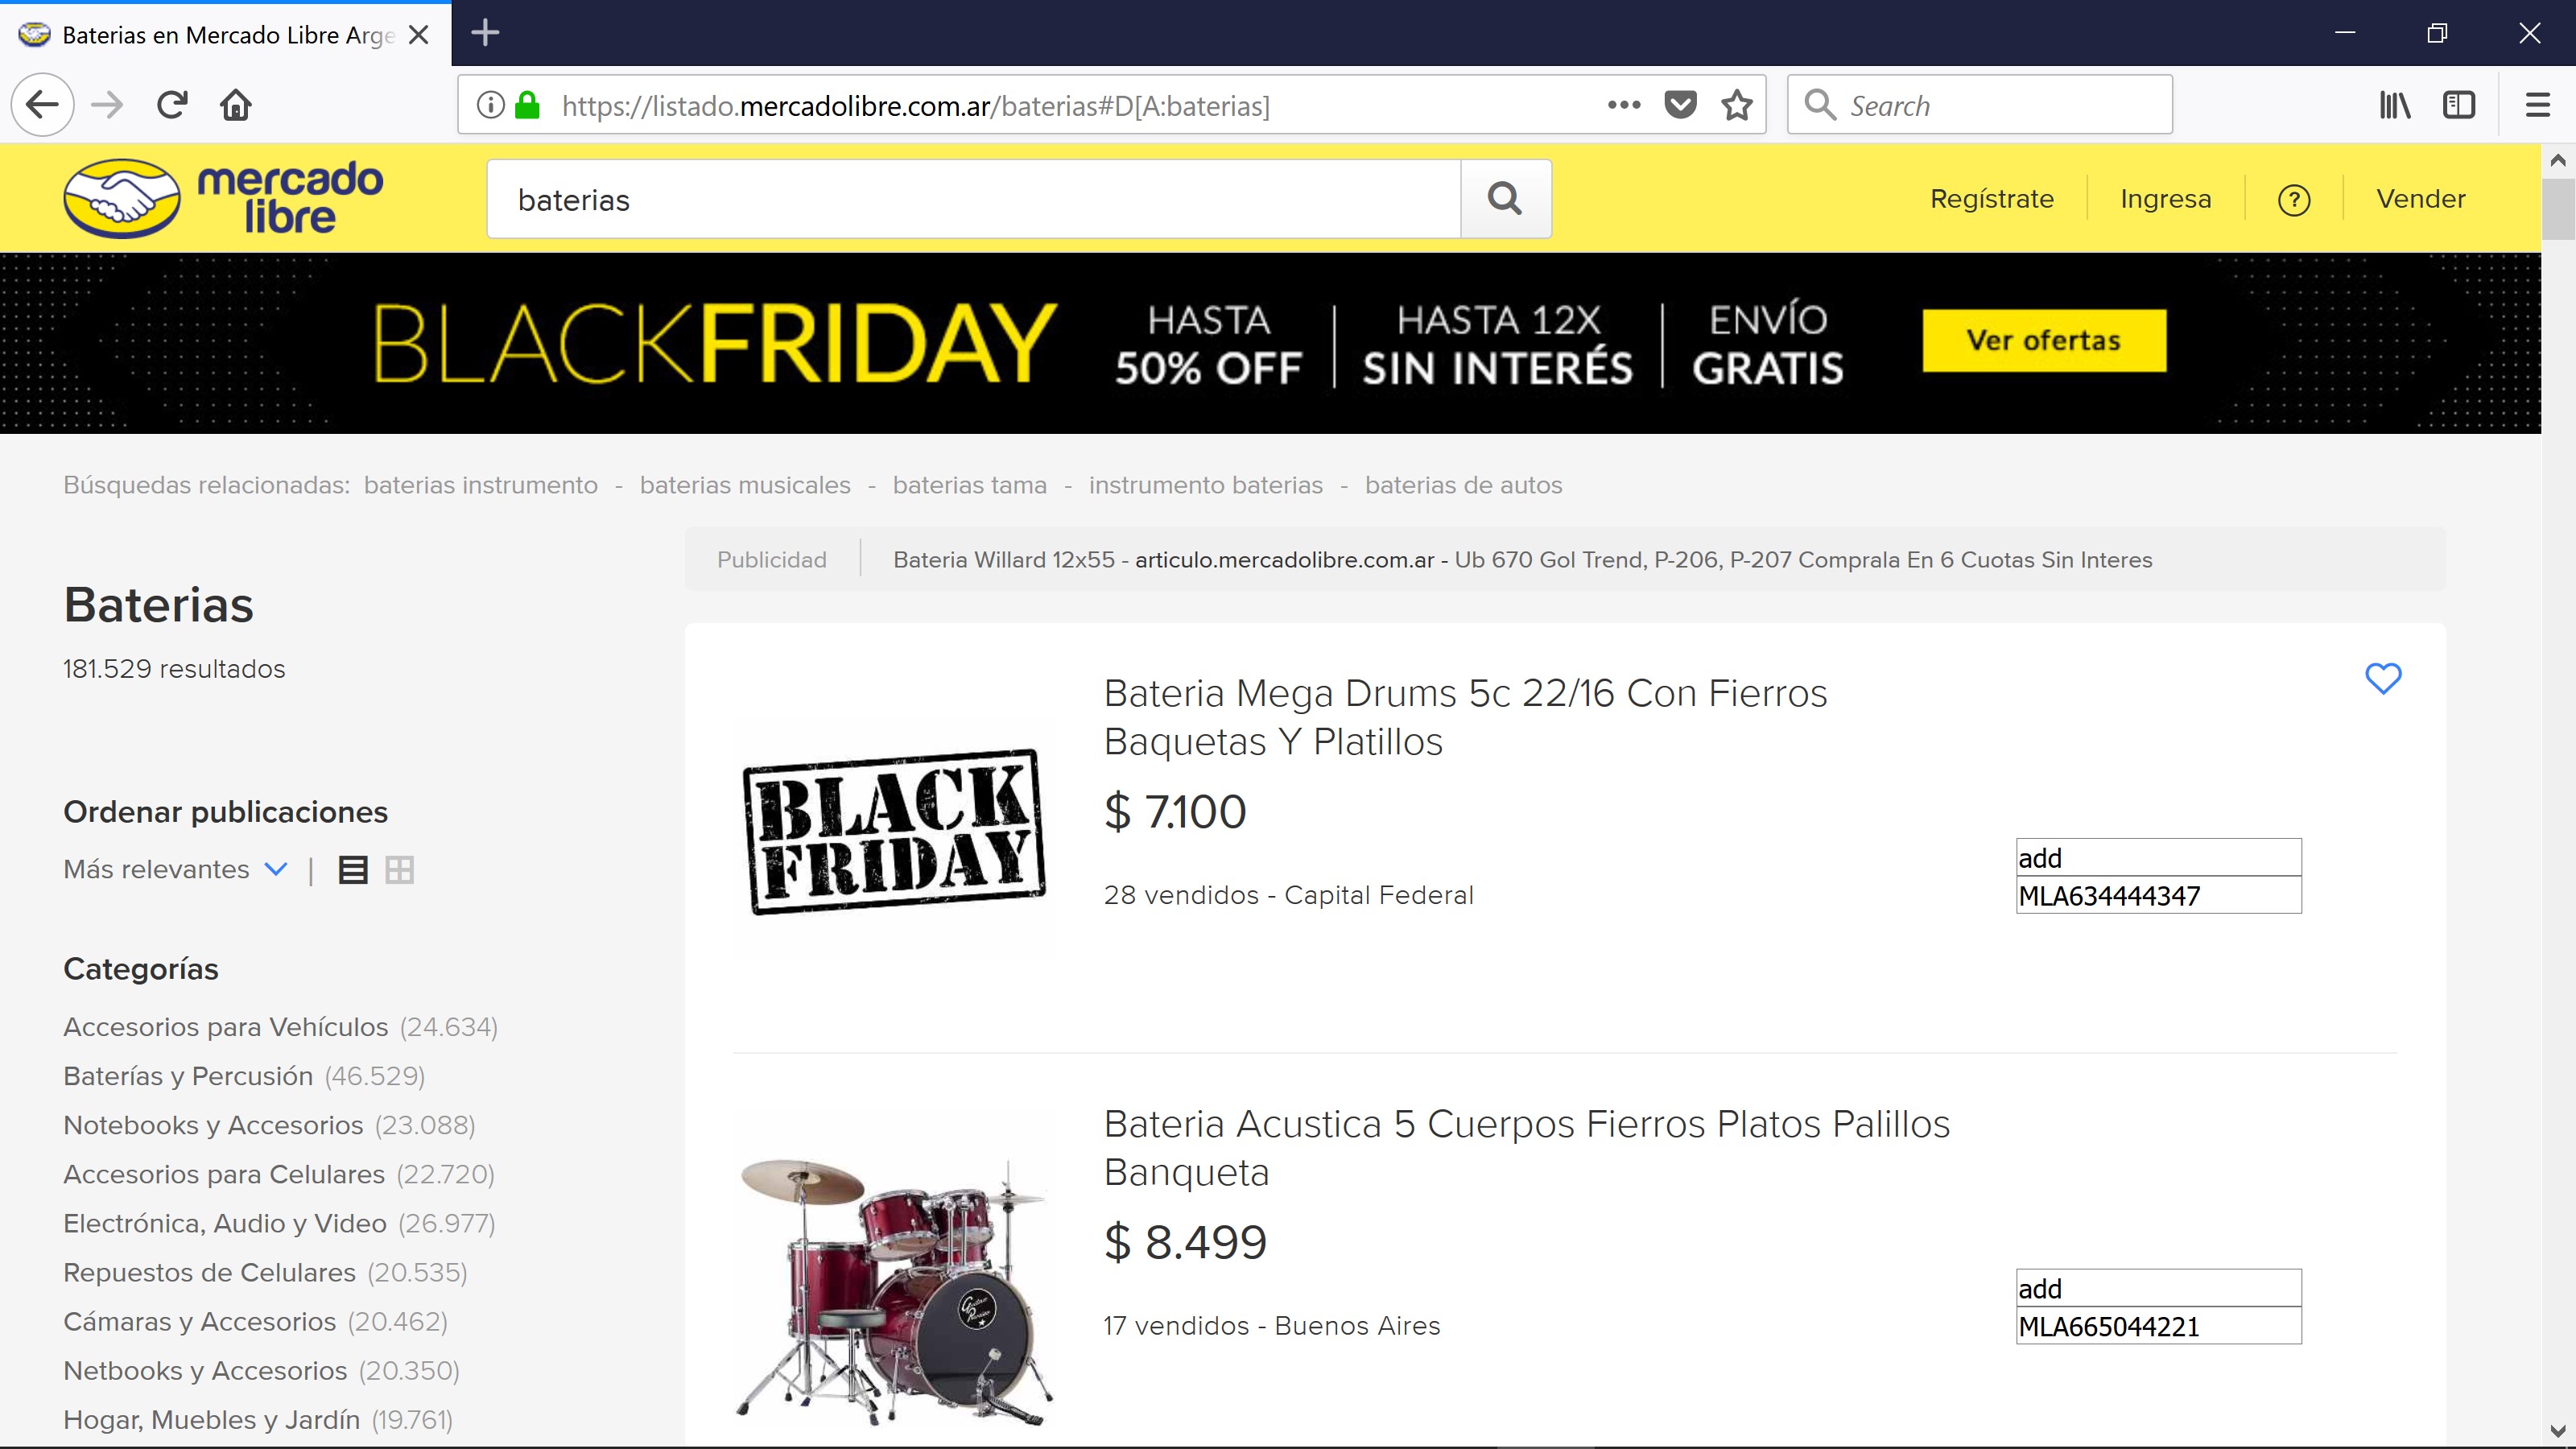 Baterias en Mercado Libre Arge
https://listado.mercadolibre.com.ar/baterias#D[A:baterias]
Search
mercado
libre
baterias
Regístrate
Ingresa
?
Vender
BLACKFRIDAY
HASTA
50% OFF
HASTA 12X
SIN INTERÉS
ENVÍO
GRATIS
Ver ofertas
Búsquedas relacionadas: baterias instrumento - baterias musicales - baterias tama - instrumento baterias - baterias de autos
Publicidad
Bateria Willard 12x55 - articulo.mercadolibre.com.ar - Ub 670 Gol Trend, P-206, P-207 Comprala En 6 Cuotas Sin Interes
Baterias
181.529 resultados
Ordenar publicaciones
Más relevantes
Categorías
Accesorios para Vehículos (24.634)
Baterías y Percusión (46.529)
Notebooks y Accesorios (23.088)
Accesorios para Celulares (22.720)
Electrónica, Audio y Video (26.977)
Repuestos de Celulares (20.535)
Cámaras y Accesorios (20.462)
Netbooks y Accesorios (20.350)
Hogar, Muebles y Jardín (19.761)
BLACK
FRIDAY
Bateria Mega Drums 5c 22/16 Con Fierros
Baquetas Y Platillos
$ 7.100
28 vendidos - Capital Federal
add
MLA634444347
Bateria Acustica 5 Cuerpos Fierros Platos Palillos
Banqueta
$ 8.499
17 vendidos - Buenos Aires
add
MLA665044221